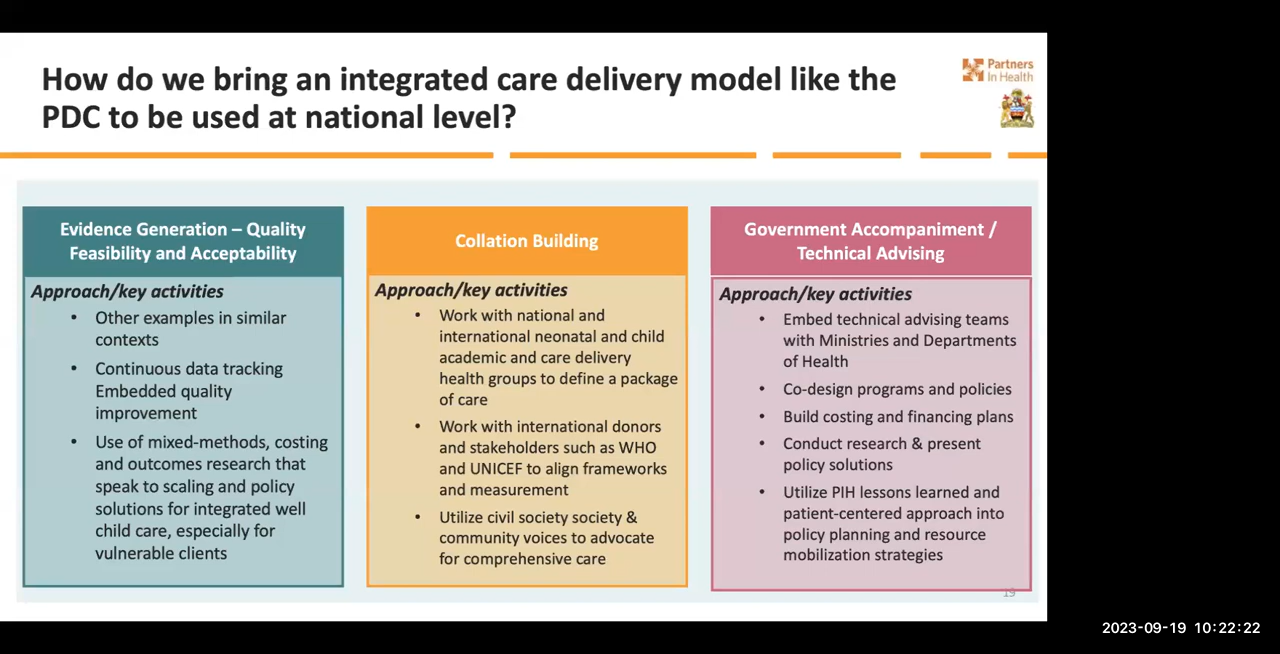 How do we bring an integrated care delivery model like the
PDC to be used at national level?
Partners
In Health
Evidence Generation – Quality
Feasibility and Acceptability
Approach/key activities
• Other examples in similar
contexts
• Continuous data tracking
Embedded quality
improvement
• Use of mixed-methods, costing
and outcomes research that
speak to scaling and policy
solutions for integrated well
child care, especially for
vulnerable clients
Collation Building
Approach/key activities
• Work with national and
international neonatal and child
academic and care delivery
health groups to define a package
of care
• Work with international donors
and stakeholders such as WHO
and UNICEF to align frameworks
and measurement
• Utilize civil society society &
community voices to advocate
for comprehensive care
Government Accompaniment /
Technical Advising
Approach/key activities
• Embed technical advising teams
with Ministries and Departments
of Health
• Co-design programs and policies
• Build costing and financing plans
• Conduct research & present
policy solutions
• Utilize PIH lessons learned and
patient-centered approach into
policy planning and resource
mobilization strategies
19
2023-09-19 10:22:22